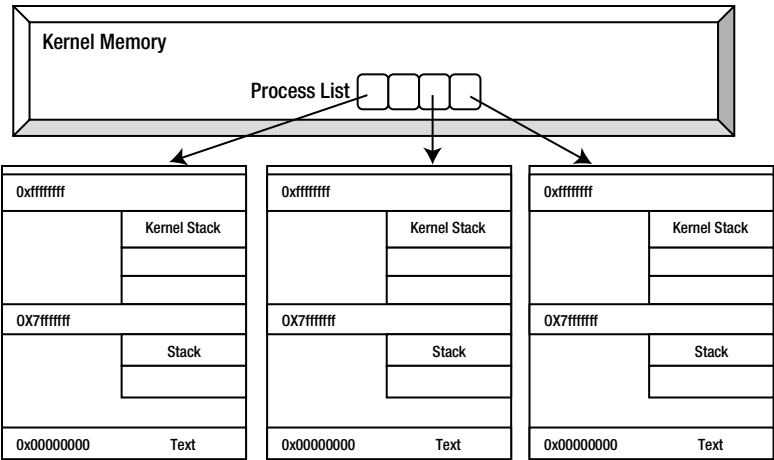 Kernel Memory
Process List
0xffffffff
Kernel Stack
0X7fffffff
Stack
0x00000000 Text
0xffffffff
Kernel Stack
0X7fffffff
Stack
0x00000000 Text
0xffffffff
Kernel Stack
0X7fffffff
Stack
0x00000000 Text